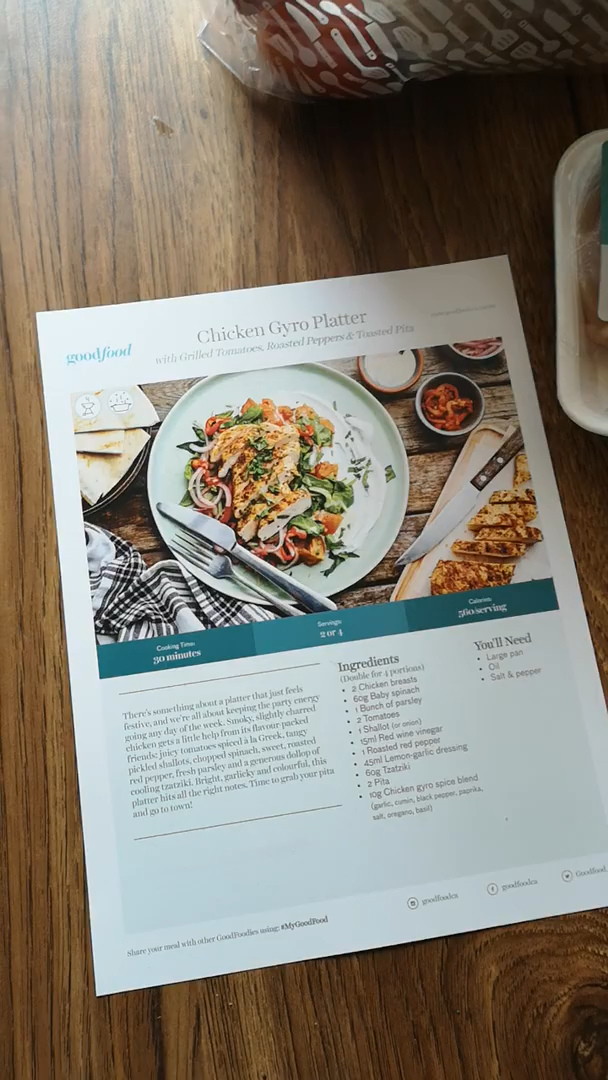 goodfood
Chicken Gyro Platter
with Grilled Tomatoes, Roasted Peppers & Toasted Pita
Cooking Time:
30 minutes
Servings:
2 or 4
Calories:
560/serving
There's something about a platter that just feels
festive, and we're all about keeping the party energy
going any day of the week. Smoky, slightly charred
chicken gets a little help from its flavour-packed
friends; juicy tomatoes spiced à la Greek, tangy
pickled shallots, chopped spinach, sweet, roasted
red pepper, fresh parsley and a generous dollop of
cooling tzatziki. Bright, garlicky and colourful, this
platter hits all the right notes. Time to grab your pita
and go to town!
Ingredients
(Double for 4 portions)
• 2 Chicken breasts
• 60g Baby spinach
• 1 Bunch of parsley
• 2 Tomatoes
• 1 Shallot (or onion)
• 15ml Red wine vinegar
• 1 Roasted red pepper
• 45ml Lemon-garlic dressing
• 60g Tzatziki
• 2 Pita
• 10g Chicken gyro spice blend
(garlic, cumin, black pepper, paprika,
salt, oregano, basil)
You'll Need
• Large pan
• Oil
• Salt & pepper
Share your meal with other GoodFoodies using: #MyGoodFood
goodfoodca
goodfoodca
Goodfood